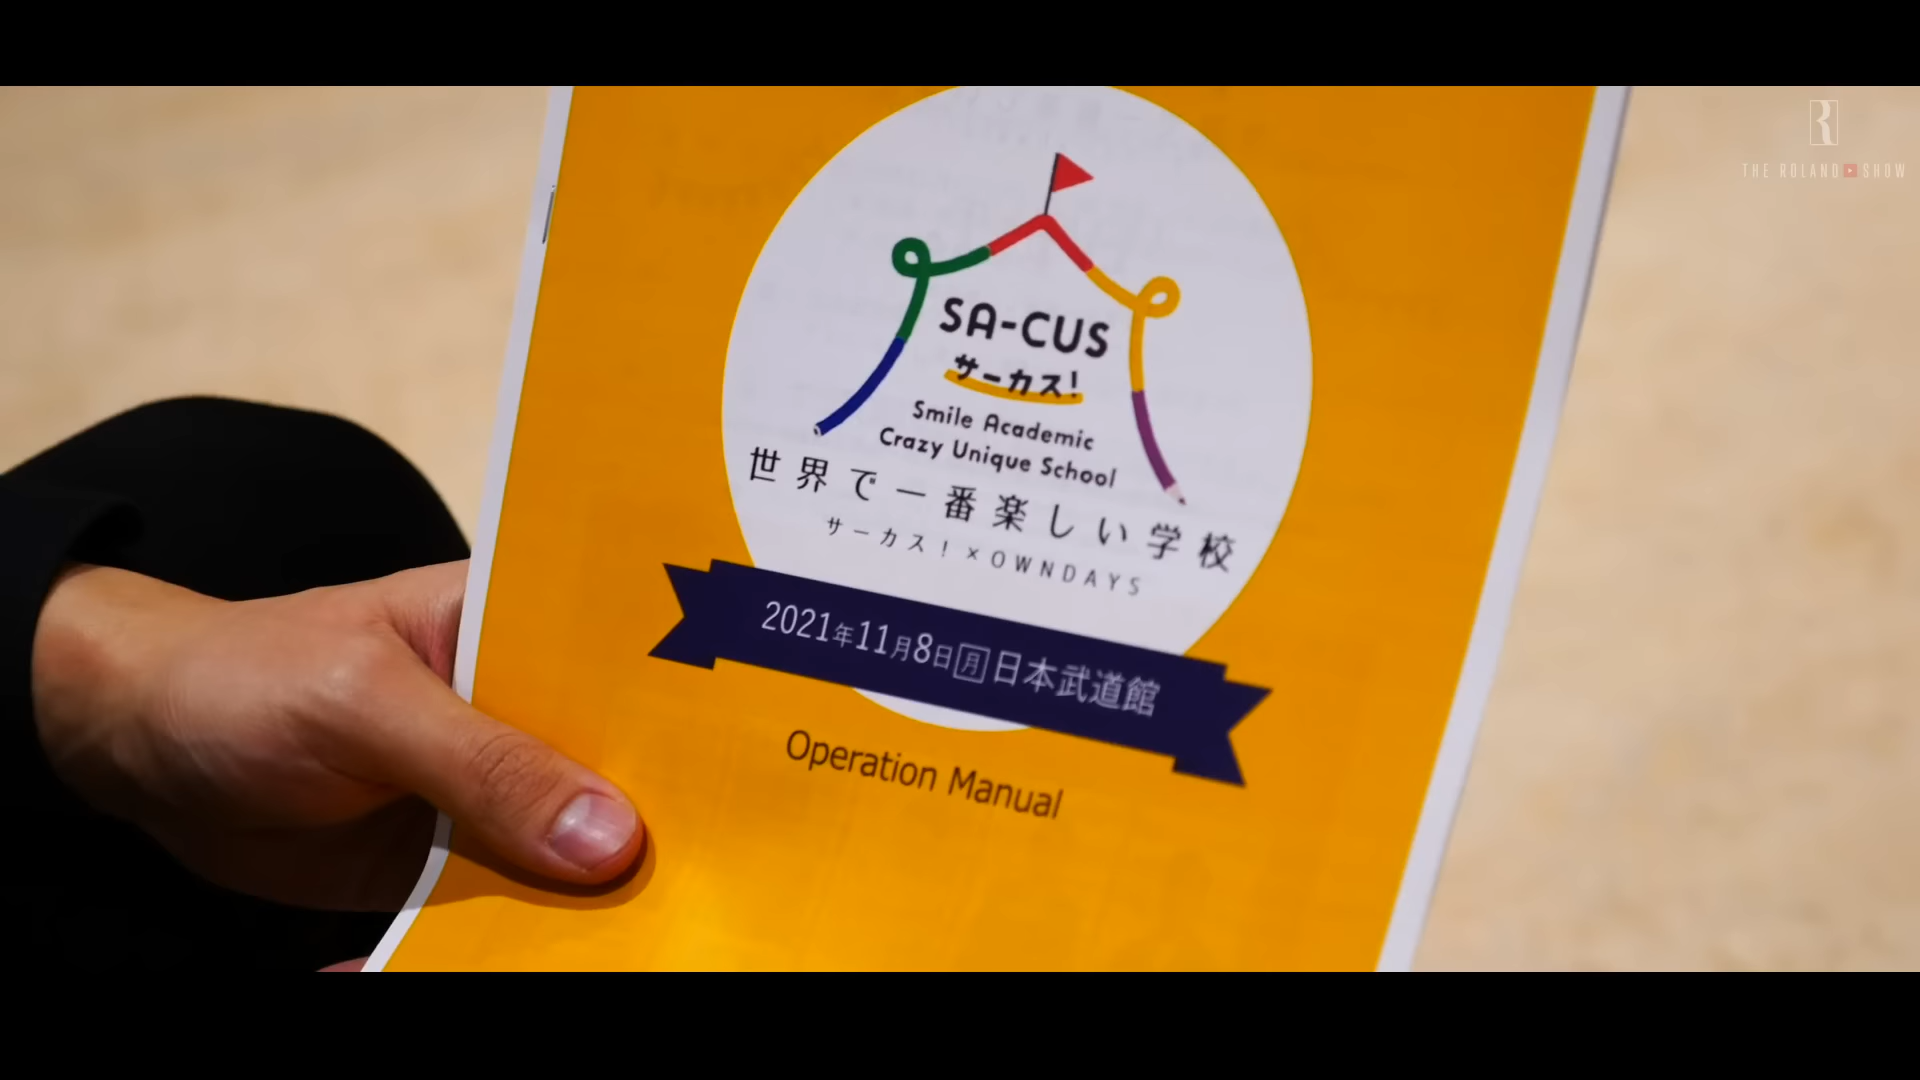 R
THE ROLAND SHOW
SA-CUS
サーカス!
Smile Academic
Crazy Unique School
世界で一番楽しい学校
サーカス!×OWNDAYS
2021年11月8日月日本武道館
Operation Manual